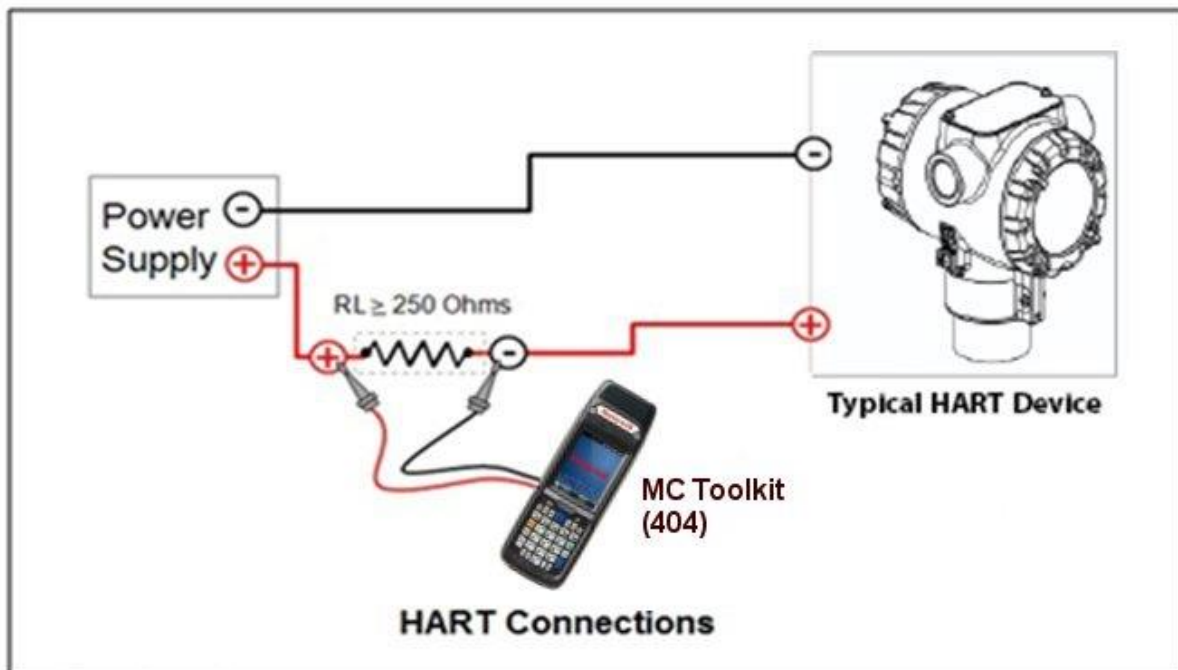 Power
Supply
-
+
RL ≥ 250 Ohms
+
-
-
+
Typical HART Device
MC Toolkit
(404)
HART Connections